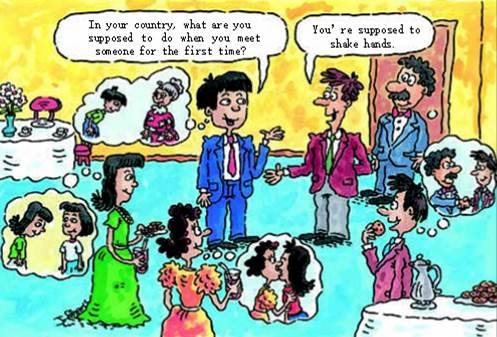 In your country, what are you
supposed to do when you meet
someone for the first time?
You're supposed to
shake hands.